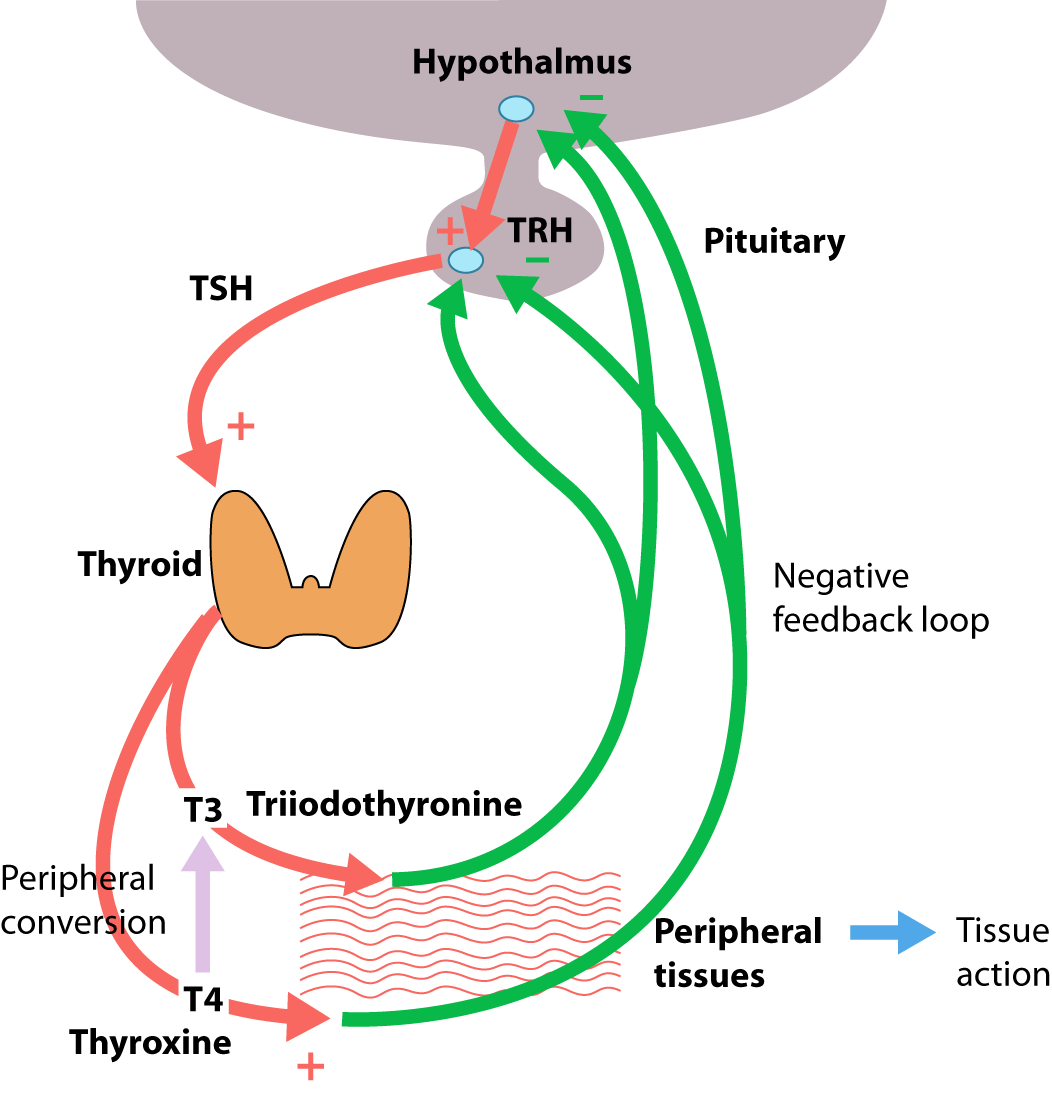 Hypothalmus
−
+
TRH
−
Pituitary
TSH
+
Thyroid
Negative
feedback loop
T3
Triiodothyronine
Peripheral
conversion
Peripheral
tissues
Tissue
action
T4
Thyroxine
+